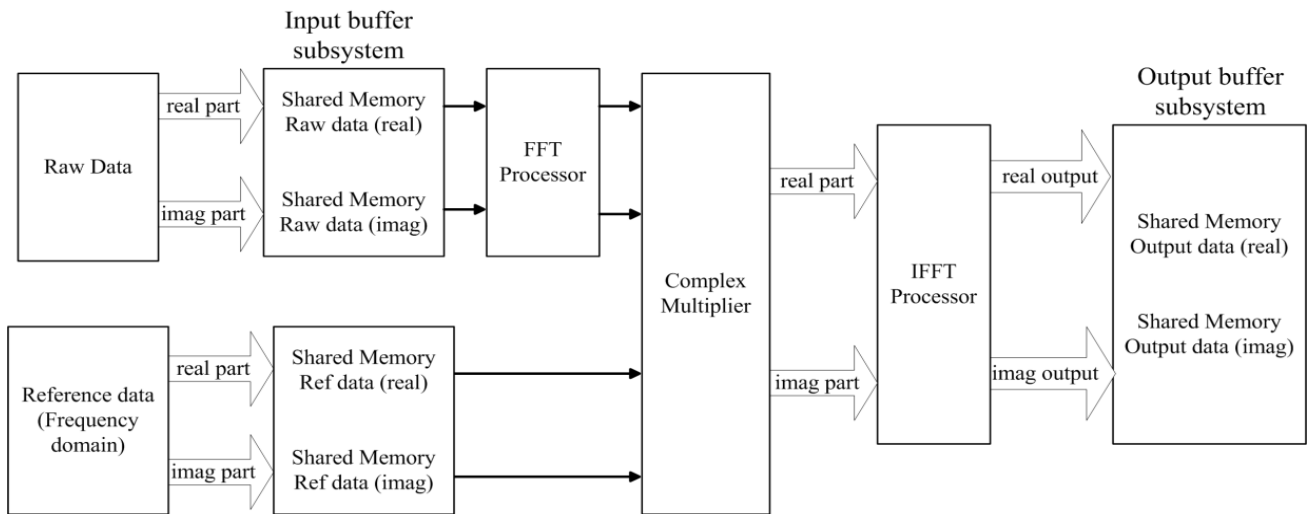 Input buffer
subsystem
Raw Data
real part
imag part
Shared Memory
Raw data (real)
Shared Memory
Raw data (imag)
FFT
Processor
Reference data
(Frequency
domain)
real part
imag part
Shared Memory
Ref data (real)
Shared Memory
Ref data (imag)
Complex
Multiplier
real part
imag part
IFFT
Processor
real output
imag output
Output buffer
subsystem
Shared Memory
Output data (real)
Shared Memory
Output data (imag)